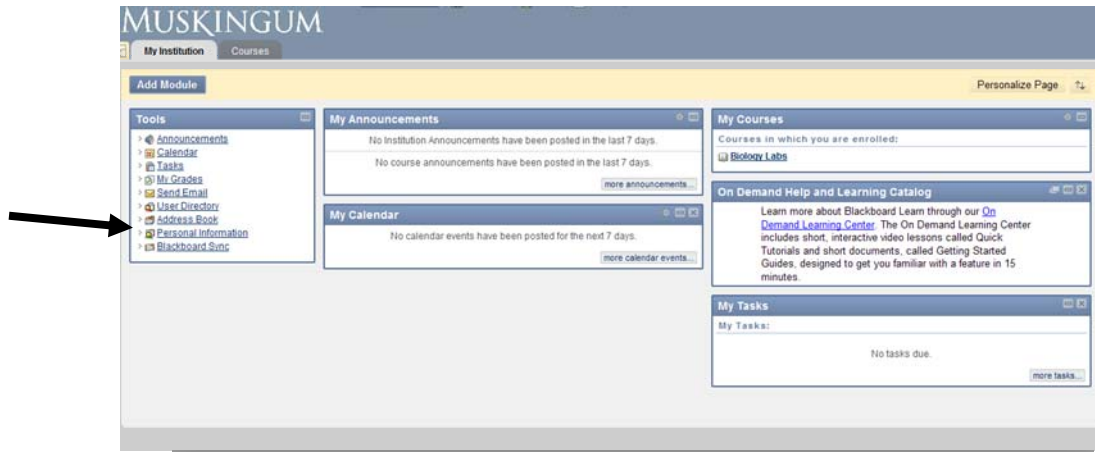 MUSKINGUM
My Institution
Courses
Add Module
Personalize Page
Tools
Announcements
Calendar
Tasks
My Grades
Send Email
User Directory
Address Book
Personal Information
Blackboard Sync
My Announcements
No Institution Announcements have been posted in the last 7 days.
No course announcements have been posted in the last 7 days.
more announcements...
My Calendar
No calendar events have been posted for the next 7 days.
more calendar events...
My Courses
Courses in which you are enrolled:
Biology Labs
On Demand Help and Learning Catalog
Learn more about Blackboard Learn through our On
Demand Learning Center. The On Demand Learning Center
includes short, interactive video lessons called Quick
Tutorials and short documents, called Getting Started
Guides, designed to get you familiar with a feature in 15
minutes.
My Tasks
My Tasks:
No tasks due.
more tasks...